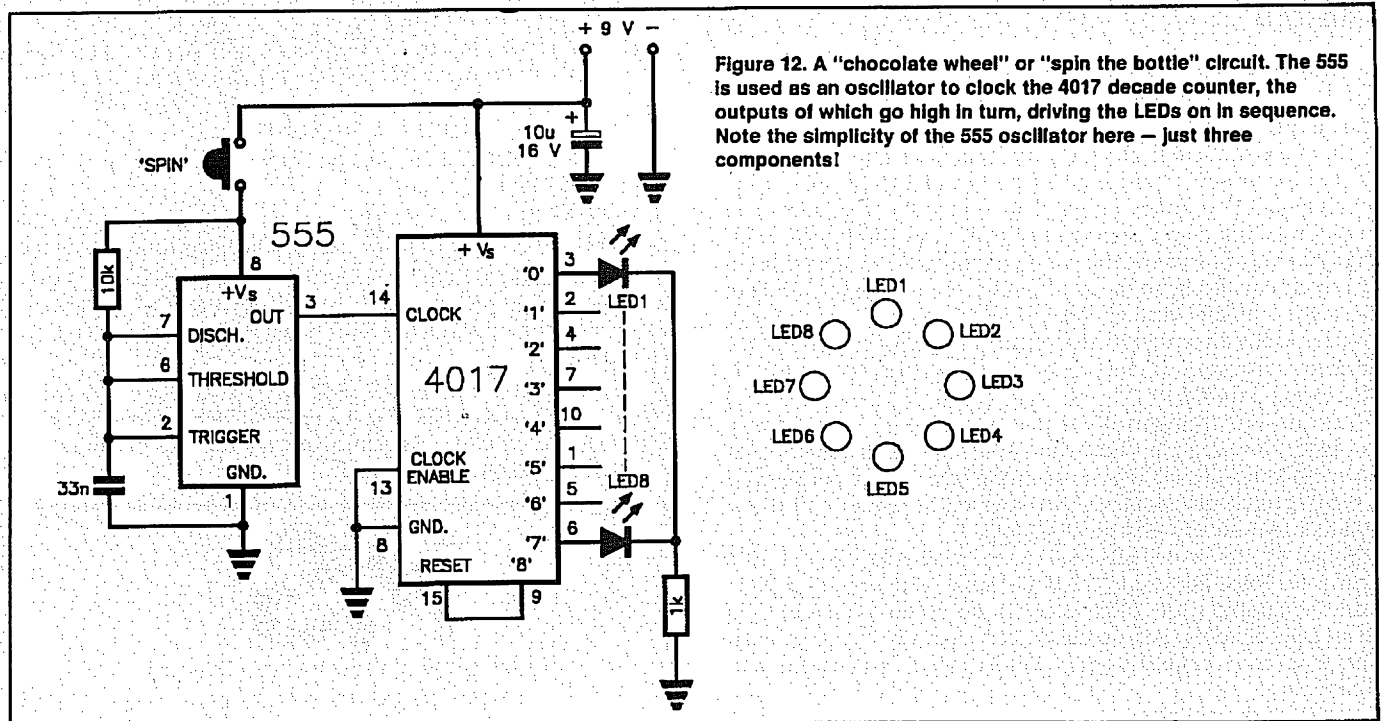 + 9 V −
Figure 12. A "chocolate wheel" or "spin the bottle" circuit. The 555
is used as an oscillator to clock the 4017 decade counter, the
outputs of which go high in turn, driving the LEDs on in sequence.
Note the simplicity of the 555 oscillator here — just three
components!
+
10u
16 V
'SPIN'
555
10k
8
+Vs
OUT
3
7
DISCH.
6
THRESHOLD
2
TRIGGER
GND.
1
33n
+ Vs
14
CLOCK
4017
CLOCK
ENABLE
13
GND.
8
RESET
15
'8'
9
'0'
3
'1'
2
'2'
4
'3'
7
'4'
10
'5'
1
'6'
5
'7'
6
LED1
LED8
1k
LED1
LED8
LED2
LED7
LED3
LED6
LED4
LED5